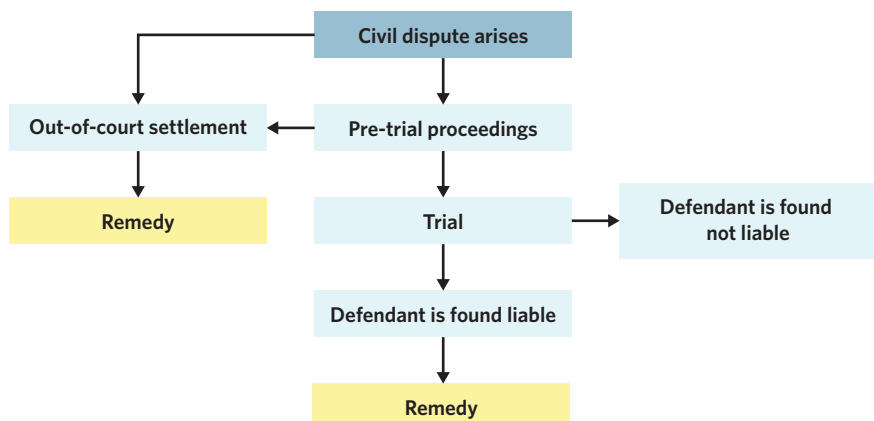 Civil dispute arises
Out-of-court settlement
Pre-trial proceedings
Remedy
Trial
Defendant is found
not liable
Defendant is found liable
Remedy